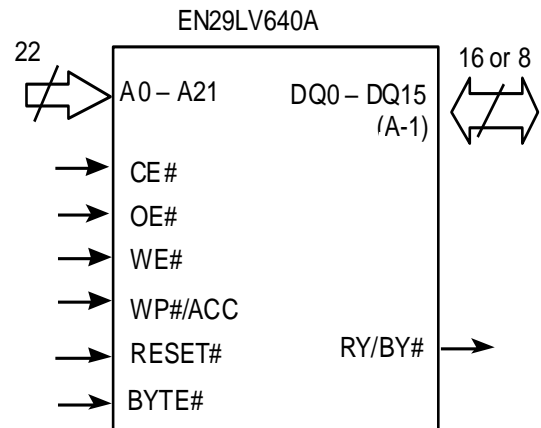 EN29LV640A
22
16 or 8
A0 – A21
DQ0 – DQ15
(A-1)
CE#
OE#
WE#
WP#/ACC
RESET#
RY/BY#
BYTE#